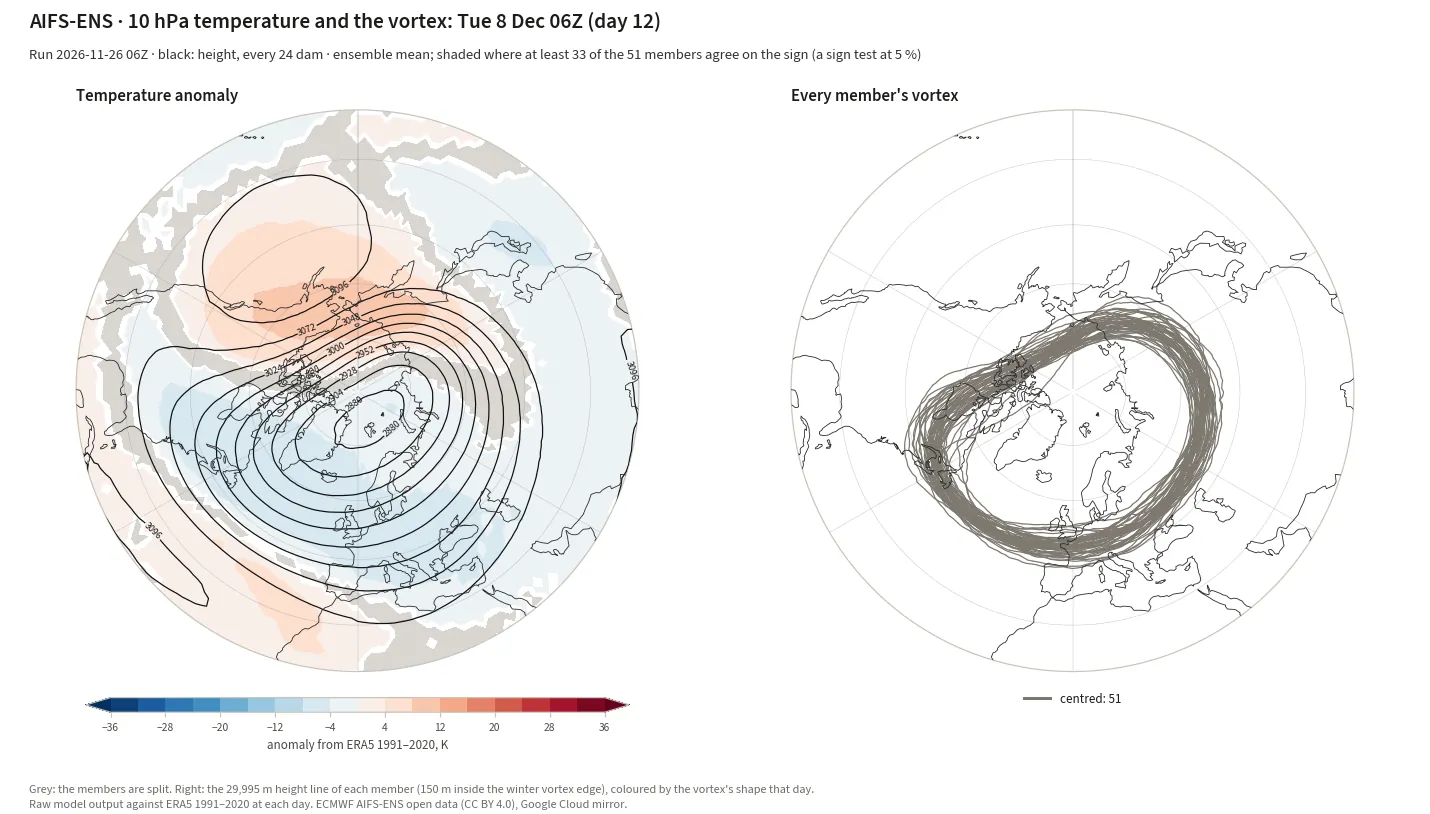 AIFS-ENS · 10 hPa temperature and the vortex: Tue 8 Dec 06Z (day 12)
Run 2026-11-26 06Z · black: height, every 24 dam · ensemble mean; shaded where at least 33 of the 51 members agree on the sign (a sign test at 5 %)
Temperature anomaly
Every member's vortex
3096
3072
3048
3000
2952
3024
2928
2880
3096
3096
−36
−28
−20
−12
−4
4
12
20
28
36
anomaly from ERA5 1991–2020, K
centred: 51
Grey: the members are split. Right: the 29,995 m height line of each member (150 m inside the winter vortex edge), coloured by the vortex's shape that day.
Raw model output against ERA5 1991–2020 at each day. ECMWF AIFS-ENS open data (CC BY 4.0), Google Cloud mirror.